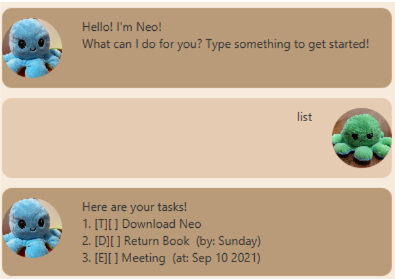 Hello! I'm Neo!
What can I do for you? Type something to get started!
list
Here are your tasks!
1. [T][ ] Download Neo
2. [D][ ] Return Book  (by: Sunday)
3. [E][ ] Meeting  (at: Sep 10 2021)